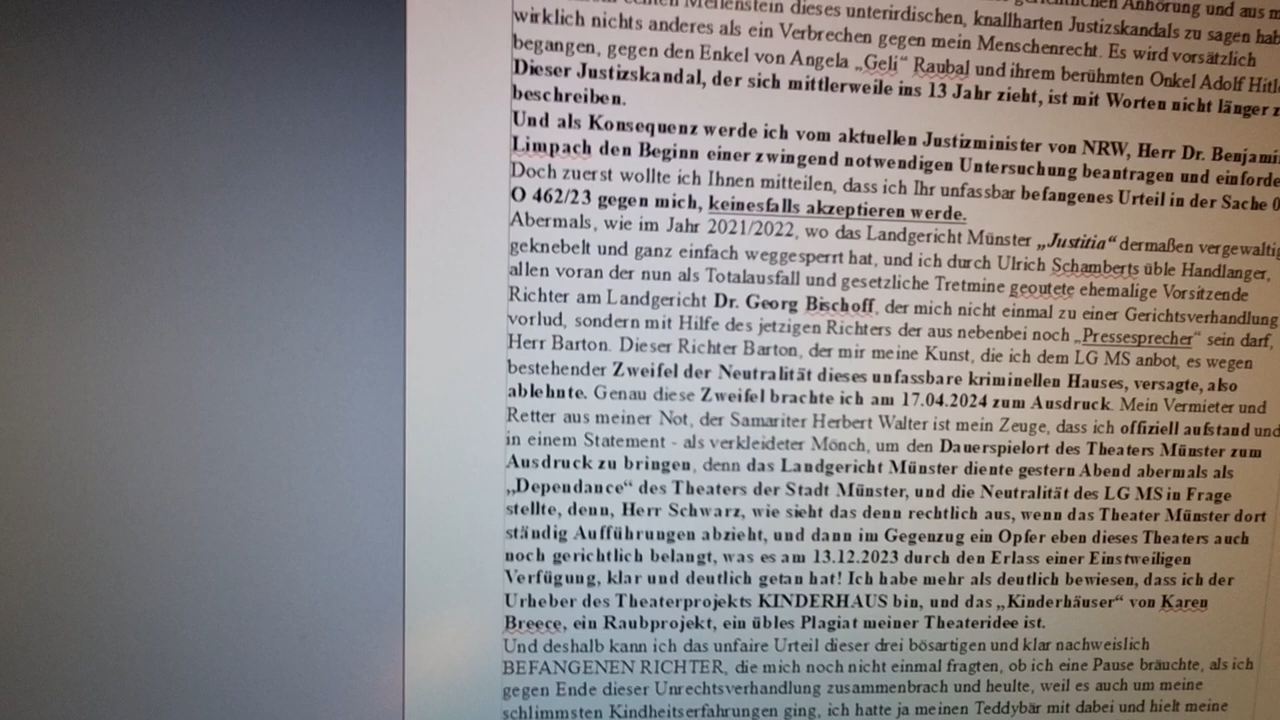 dieses unterirdischen, knallharten Justizskandals zu sagen hab
wirklich nichts anderes als ein Verbrechen gegen mein Menschenrecht. Es wird vorsätzlich
begangen, gegen den Enkel von Angela „Geli“ Raubal und ihrem berühmten Onkel Adolf Hitle
Dieser Justizskandal, der sich mittlerweile ins 13 Jahr zieht, ist mit Worten nicht länger z
beschreiben.
Und als Konsequenz werde ich vom aktuellen Justizminister von NRW, Herr Dr. Benjami
Limpach den Beginn einer zwingend notwendigen Untersuchung beantragen und einforde
Doch zuerst wollte ich Ihnen mitteilen, dass ich Ihr unfassbar befangenes Urteil in der Sache 0
O 462/23 gegen mich, keinesfalls akzeptieren werde.
Abermals, wie im Jahr 2021/2022, wo das Landgericht Münster „Justitia“ dermaßen vergewaltig
geknebelt und ganz einfach weggesperrt hat, und ich durch Ulrich Schamberts üble Handlanger,
allen voran der nun als Totalausfall und gesetzliche Tretmine geoutete ehemalige Vorsitzende
Richter am Landgericht Dr. Georg Bischoff, der mich nicht einmal zu einer Gerichtsverhandlung
vorlud, sondern mit Hilfe des jetzigen Richters der aus nebenbei noch „Pressesprecher“ sein darf,
Herr Barton. Dieser Richter Barton, der mir meine Kunst, die ich dem LG MS anbot, es wegen
bestehender Zweifel der Neutralität dieses unfassbare kriminellen Hauses, versagte, also
ablehnte. Genau diese Zweifel brachte ich am 17.04.2024 zum Ausdruck. Mein Vermieter und
Retter aus meiner Not, der Samariter Herbert Walter ist mein Zeuge, dass ich offiziell aufstand und
in einem Statement - als verkleideter Mönch, um den Dauerspielort des Theaters Münster zum
Ausdruck zu bringen, denn das Landgericht Münster diente gestern Abend abermals als
„Dependance“ des Theaters der Stadt Münster, und die Neutralität des LG MS in Frage
stellte, denn, Herr Schwarz, wie sieht das denn rechtlich aus, wenn das Theater Münster dort
ständig Aufführungen abzieht, und dann im Gegenzug ein Opfer eben dieses Theaters auch
noch gerichtlich belangt, was es am 13.12.2023 durch den Erlass einer Einstweiligen
Verfügung, klar und deutlich getan hat! Ich habe mehr als deutlich bewiesen, dass ich der
Urheber des Theaterprojekts KINDERHAUS bin, und das „Kinderhäuser“ von Karen
Breece, ein Raubprojekt, ein übles Plagiat meiner Theateridee ist.
Und deshalb kann ich das unfaire Urteil dieser drei bösartigen und klar nachweislich
BEFANGENEN RICHTER, die mich noch nicht einmal fragten, ob ich eine Pause bräuchte, als ich
gegen Ende dieser Unrechtsverhandlung zusammenbrach und heulte, weil es auch um meine
schlimmsten Kindheitserfahrungen ging, ich hatte ja meinen Teddybär mit dabei und hielt meine